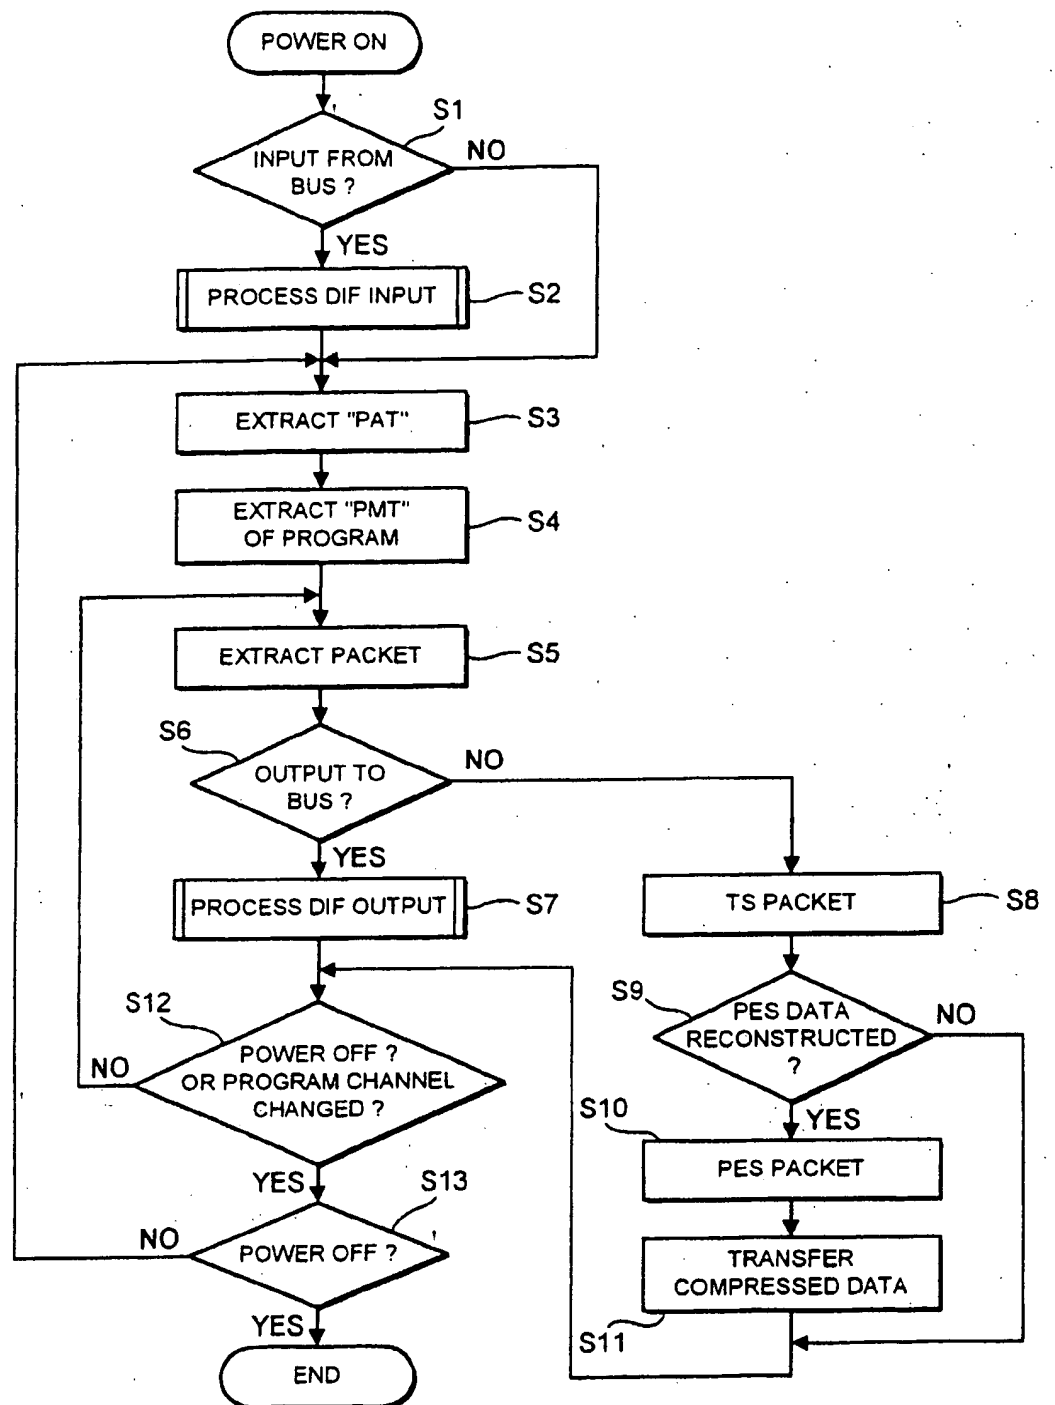 POWER ON
S1
INPUT FROM
BUS ?
NO
YES
PROCESS DIF INPUT
S2
EXTRACT "PAT"
S3
EXTRACT "PMT"
OF PROGRAM
S4
EXTRACT PACKET
S5
S6
OUTPUT TO
BUS ?
NO
YES
PROCESS DIF OUTPUT
S7
TS PACKET
S8
S9
PES DATA
RECONSTRUCTED
?
NO
YES
S10
PES PACKET
TRANSFER
COMPRESSED DATA
S11
S12
POWER OFF ?
OR PROGRAM CHANNEL
CHANGED ?
NO
YES
S13
POWER OFF ?
NO
YES
END